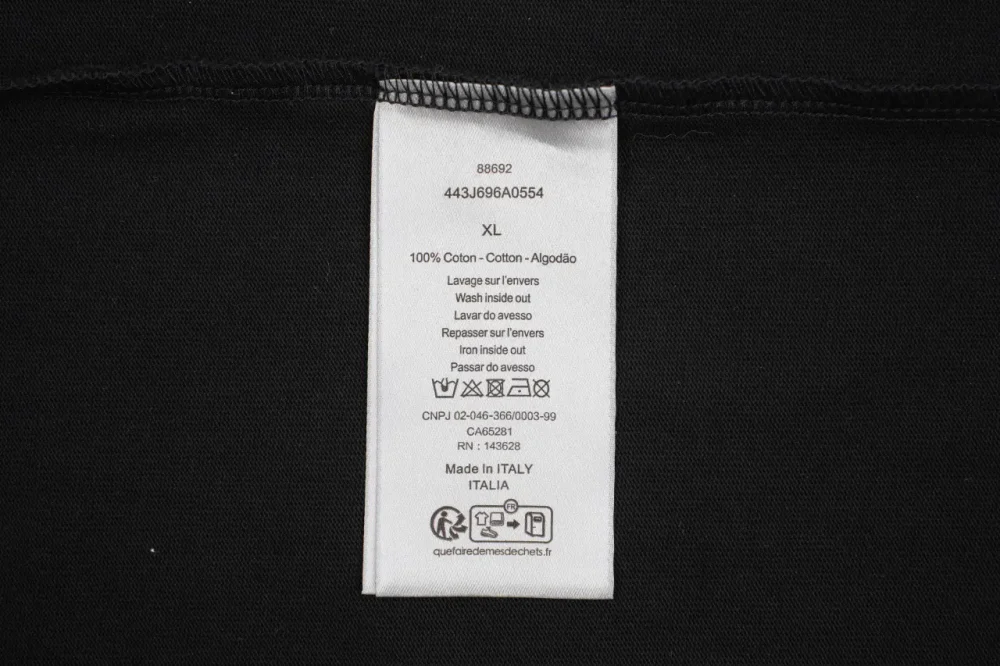 88692
443J696A0554
XL
100% Coton - Cotton - Algodão
Lavage sur l'envers
Wash inside out
Lavar do avesso
Repasser sur l'envers
Iron inside out
Passar do avesso
CNPJ 02-046-366/0003-99
CA65281
RN : 143628
Made In ITALY
ITALIA
FR
quefairedemesdechets.fr